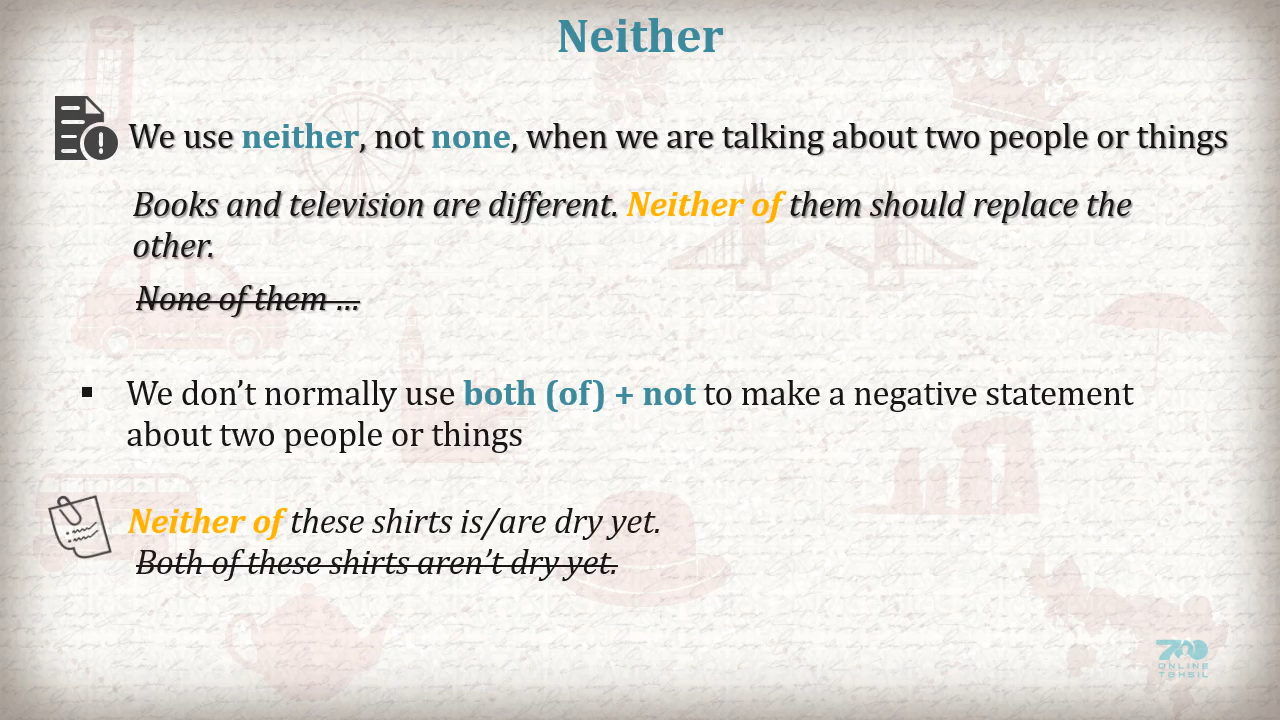 Neither
We use neither, not none, when we are talking about two people or things
Books and television are different. Neither of them should replace the
other.
None of them ...
▪ We don’t normally use both (of) + not to make a negative statement
about two people or things
Neither of these shirts is/are dry yet.
Both of these shirts aren’t dry yet.
700
ONLINE
TƏHSİL